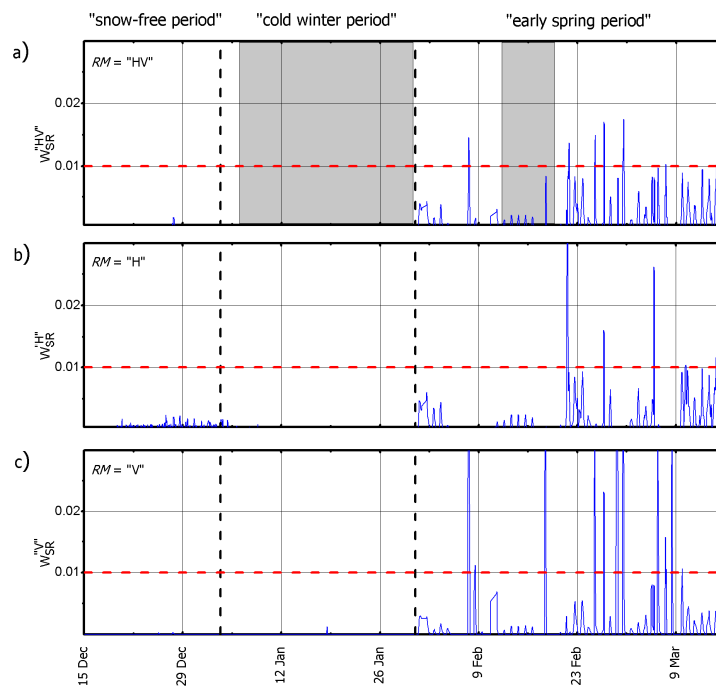 "snow-free period" "cold winter period" "early spring period"
a)
RM = "HV"
0.02
0.01
W"HV"SR
b)
RM = "H"
0.02
0.01
W"H"SR
c)
RM = "V"
0.02
0.01
W"V"SR
15 Dec 29 Dec 12 Jan 26 Jan 9 Feb 23 Feb 9 Mar